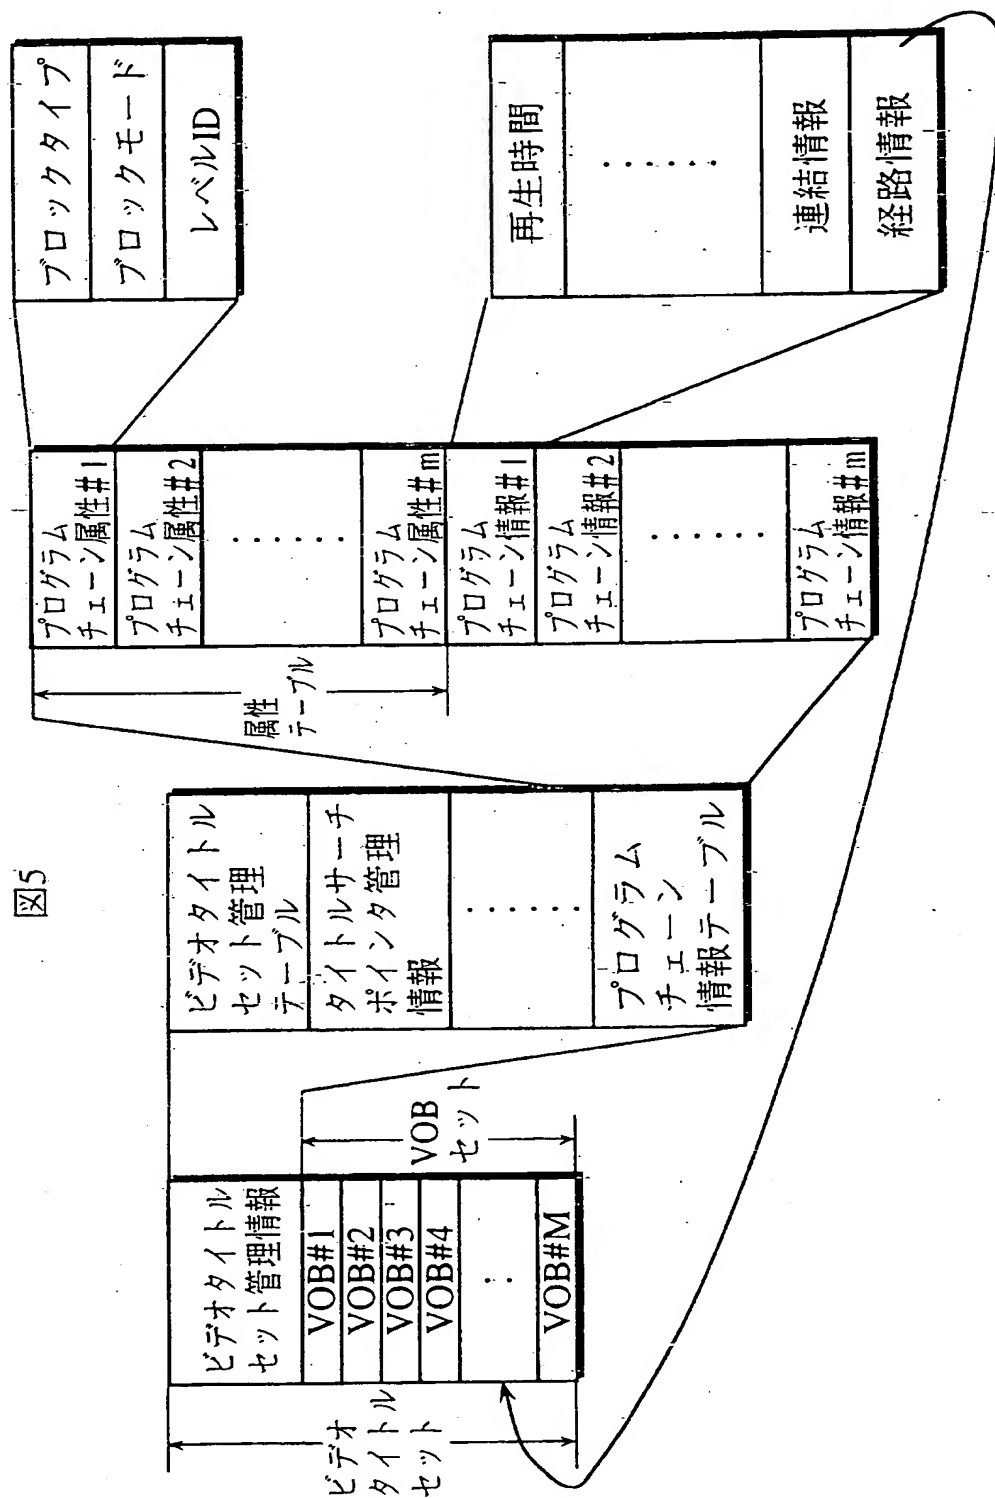 図5
ビデオ
タイトル
セット
ビデオタイトル
セット管理情報
VOB#1
VOB#2
VOB#3
VOB#4
:
VOB#M
VOB
セット
ビデオタイトル
セット管理
テーブル
タイトルサーチ
ポインタ管理
情報
・・・・・・・
プログラム
チェーン
情報テーブル
属性
テーブル
プログラム
チェーン属性#1
プログラム
チェーン属性#2
・・・・・・
プログラム
チェーン属性#m
プログラム
チェーン情報#1
プログラム
チェーン情報#2
・・・・・・
プログラム
チェーン情報#m
ブロックタイプ
ブロックモード
レベルID
再生時間
・・・・・・
連結情報
経路情報